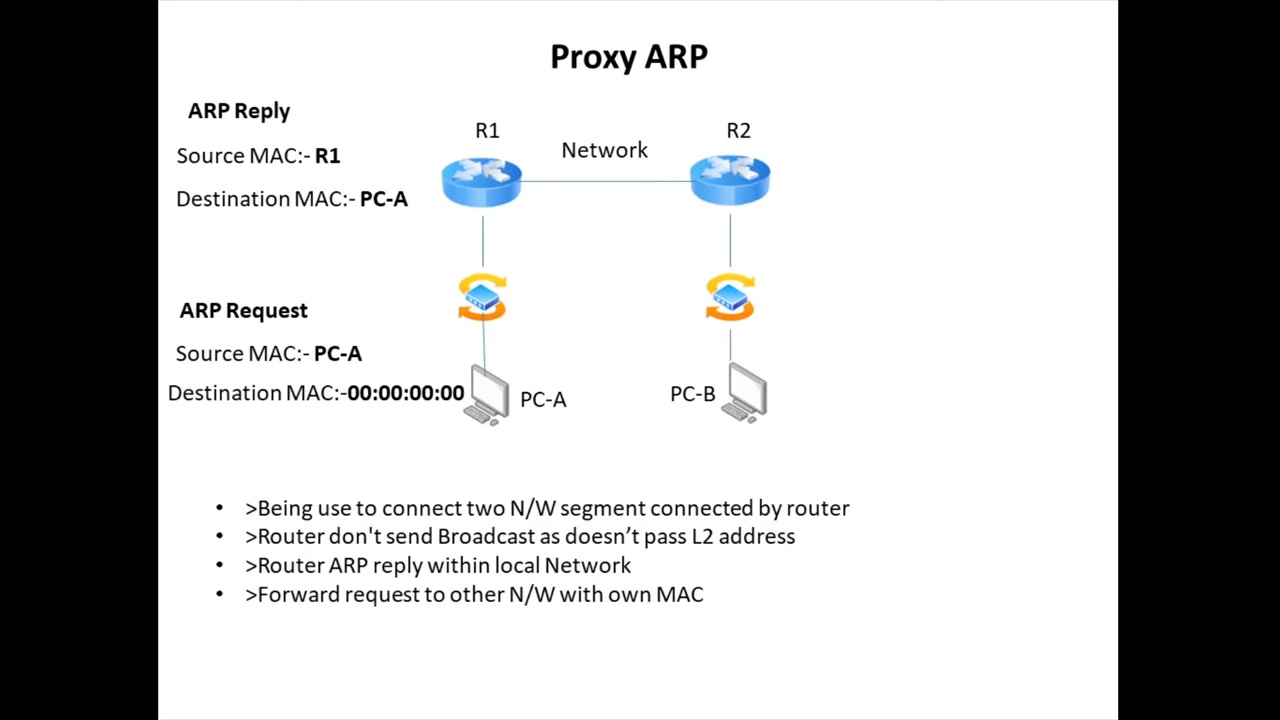 Proxy ARP
ARP Reply
Source MAC:- R1
Destination MAC:- PC-A
R1
Network
R2
ARP Request
Source MAC:- PC-A
Destination MAC:-00:00:00:00
PC-A
PC-B
• >Being use to connect two N/W segment connected by router
• >Router don't send Broadcast as doesn’t pass L2 address
• >Router ARP reply within local Network
• >Forward request to other N/W with own MAC